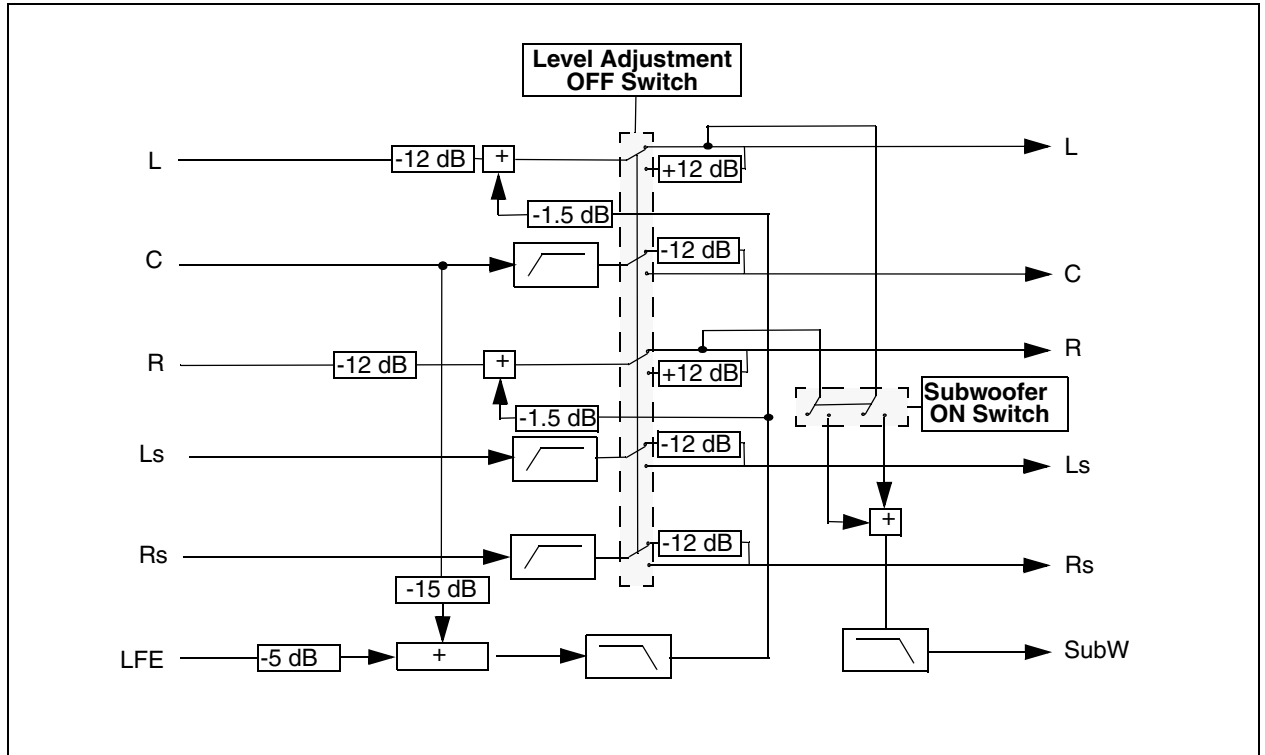 Level Adjustment
OFF Switch
L
-12 dB
+
+12 dB
L
-1.5 dB
C
-12 dB
C
R
-12 dB
+
+12 dB
R
Subwoofer
ON Switch
-1.5 dB
Ls
-12 dB
Ls
+
Rs
-12 dB
Rs
-15 dB
LFE
-5 dB
+
SubW